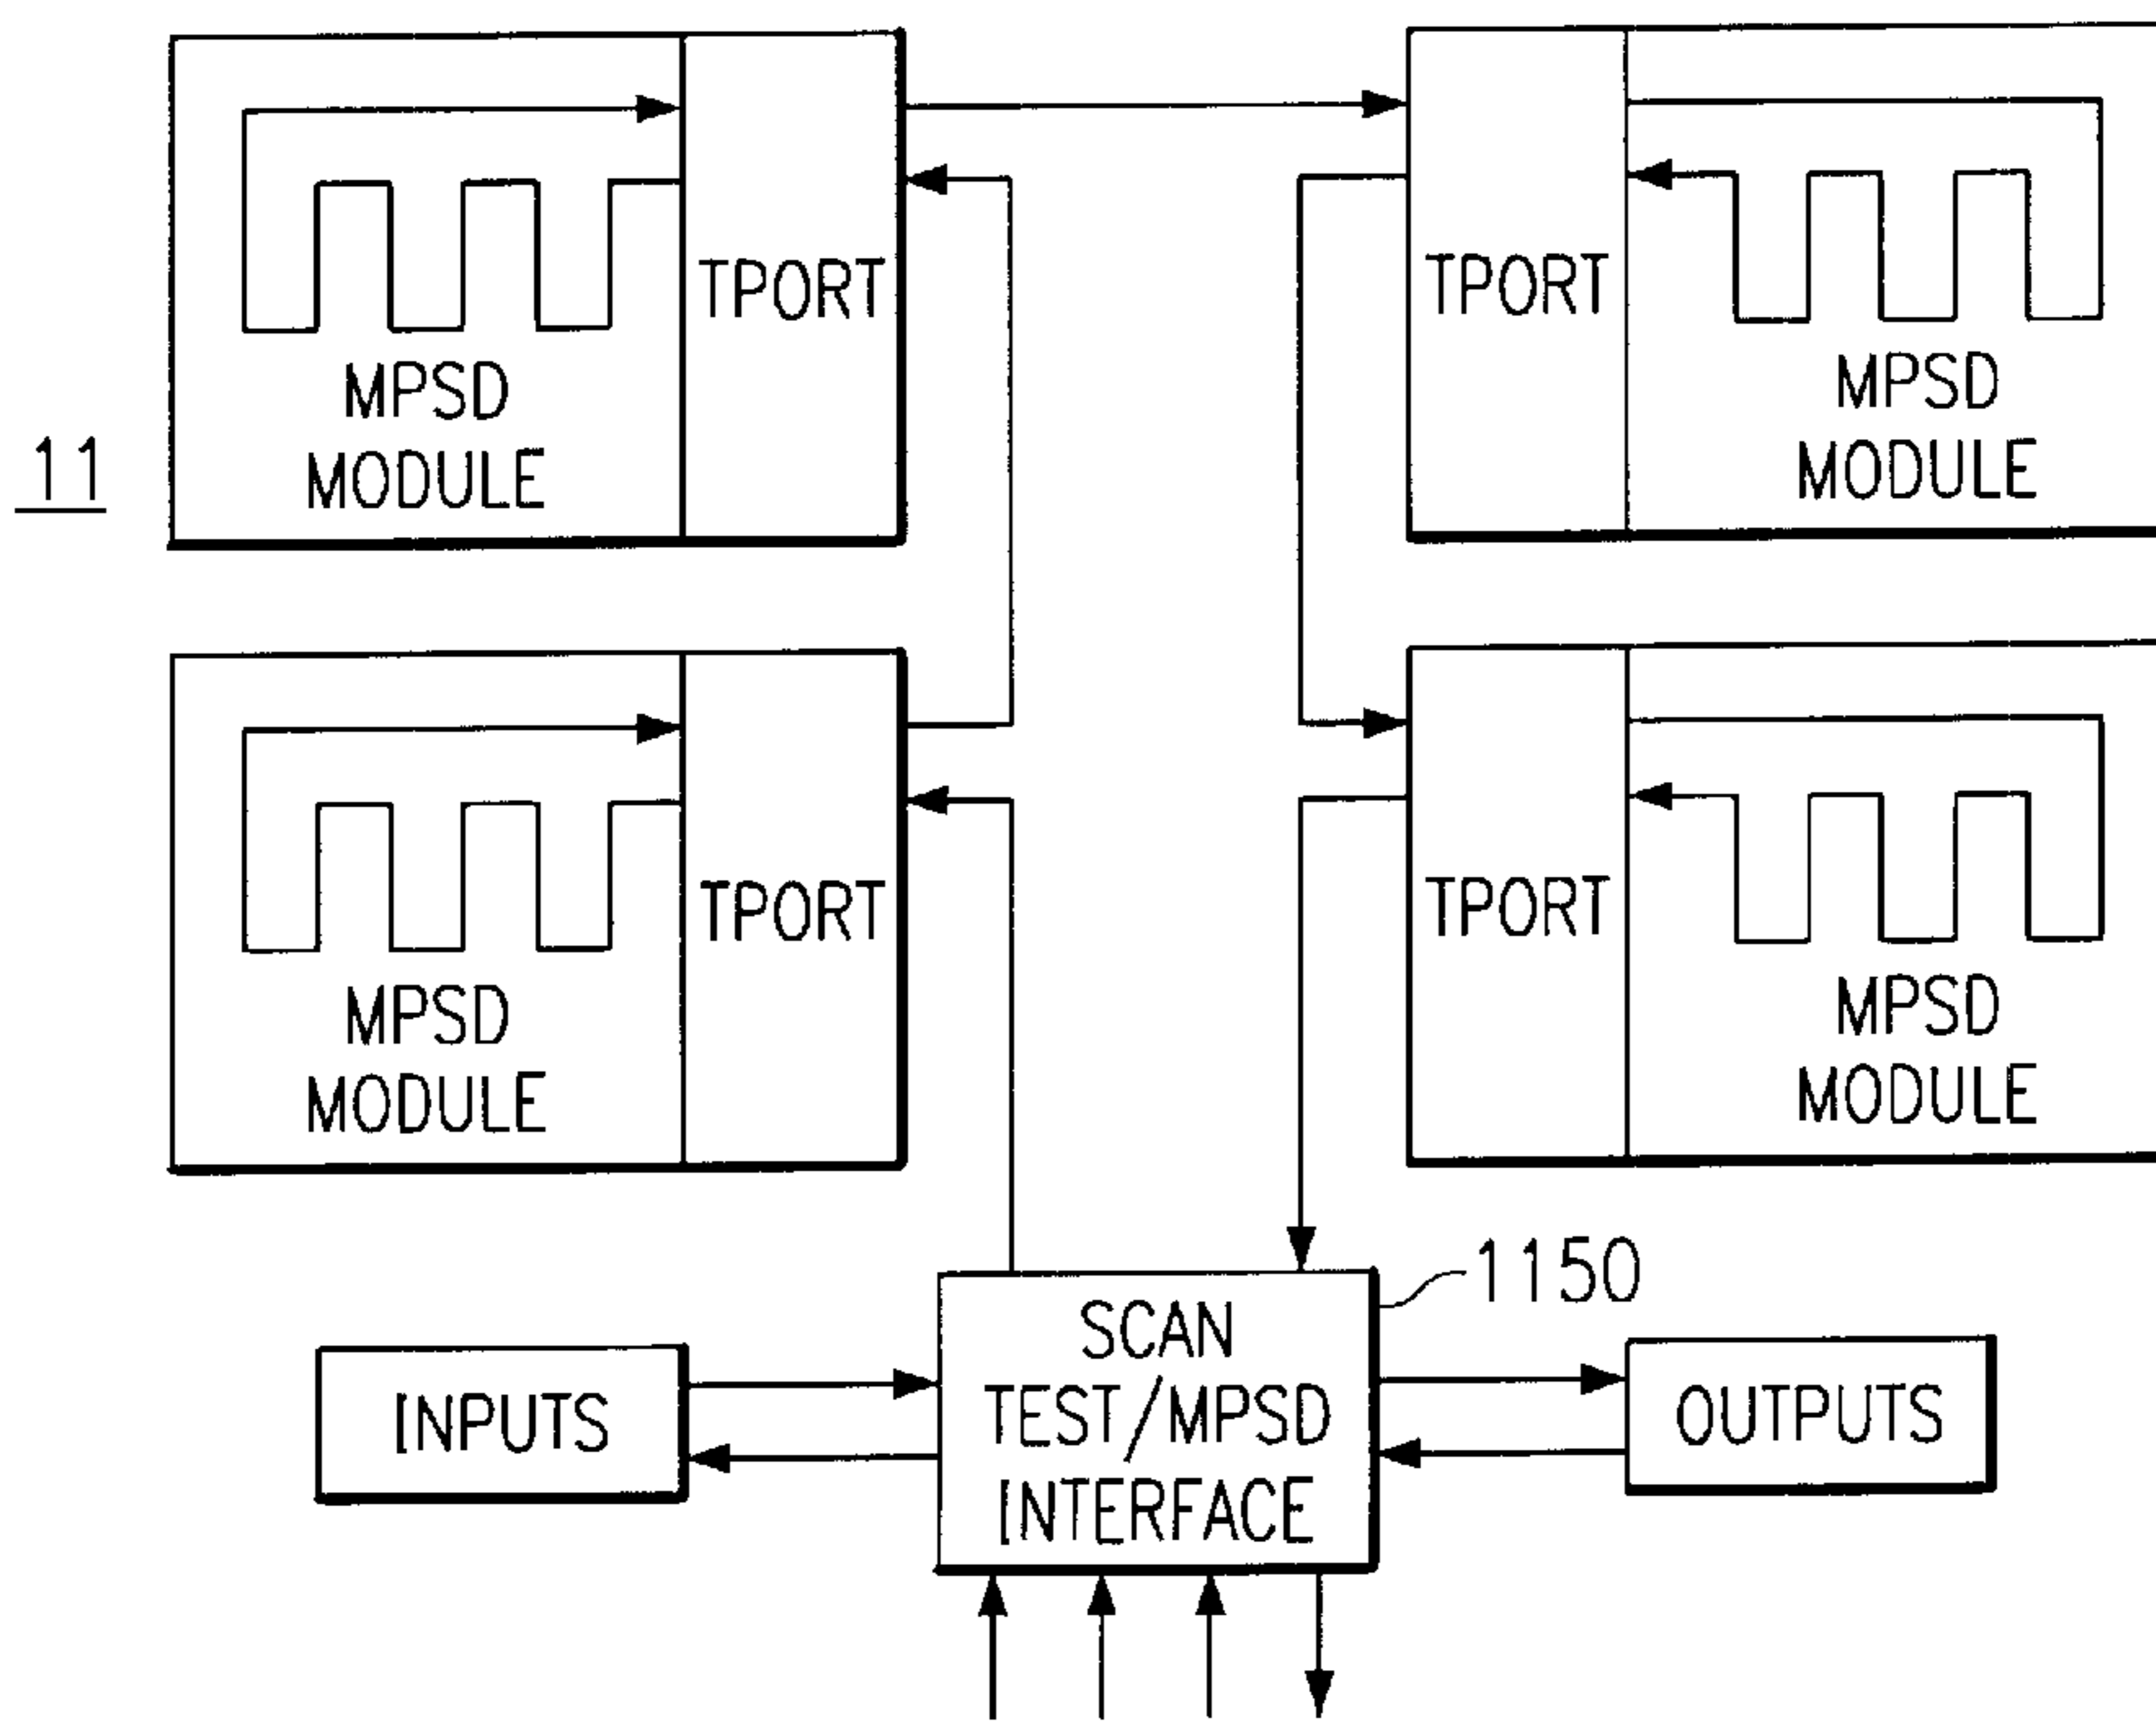 TPORT
MPSD
MODULE
TPORT
MPSD
MODULE
11
TPORT
MPSD
MODULE
TPORT
MPSD
MODULE
1150
SCAN
TEST/MPSD
INTERFACE
INPUTS
OUTPUTS